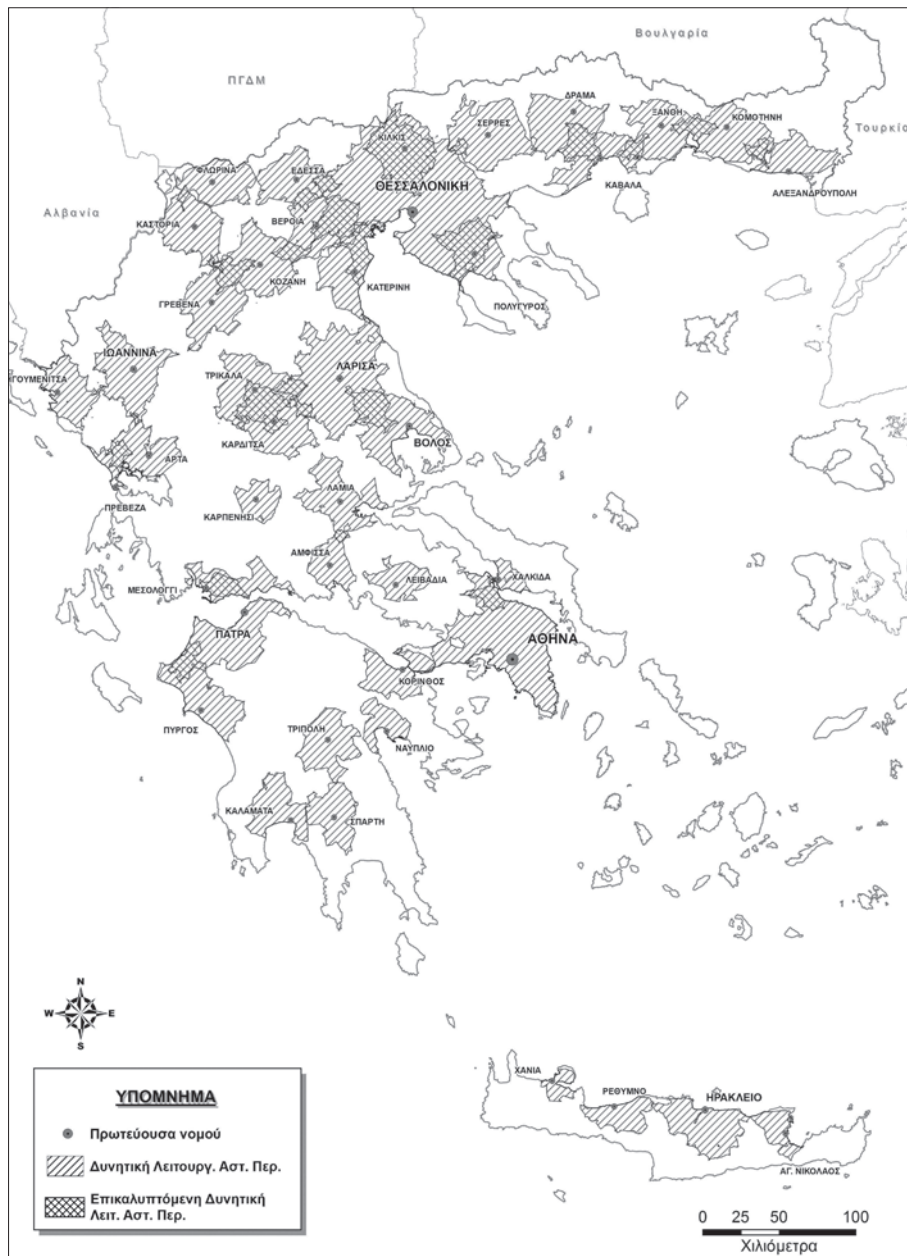 Βουλγαρία
ΠΓΔΜ
Τουρκία
Αλβανία
ΔΡΑΜΑ
ΞΑΝΘΗ
ΣΕΡΡΕΣ
ΚΟΜΟΤΗΝΗ
ΚΙΛΚΙΣ
ΦΛΩΡΙΝΑ
ΕΔΕΣΣΑ
ΘΕΣΣΑΛΟΝΙΚΗ
ΚΑΒΑΛΑ
ΑΛΕΞΑΝΔΡΟΥΠΟΛΗ
ΚΑΣΤΟΡΙΑ
ΒΕΡΟΙΑ
ΚΟΖΑΝΗ
ΚΑΤΕΡΙΝΗ
ΓΡΕΒΕΝΑ
ΠΟΛΥΓΥΡΟΣ
ΙΩΑΝΝΙΝΑ
ΗΓΟΥΜΕΝΙΤΣΑ
ΤΡΙΚΑΛΑ
ΛΑΡΙΣΑ
ΚΑΡΔΙΤΣΑ
ΒΟΛΟΣ
ΑΡΤΑ
ΠΡΕΒΕΖΑ
ΚΑΡΠΕΝΗΣΙ
ΛΑΜΙΑ
ΑΜΦΙΣΣΑ
ΛΕΙΒΑΔΙΑ
ΧΑΛΚΙΔΑ
ΜΕΣΟΛΟΓΓΙ
ΠΑΤΡΑ
ΑΘΗΝΑ
ΚΟΡΙΝΘΟΣ
ΠΥΡΓΟΣ
ΤΡΙΠΟΛΗ
ΝΑΥΠΛΙΟ
ΚΑΛΑΜΑΤΑ
ΣΠΑΡΤΗ
N
W E
S
ΧΑΝΙΑ
ΡΕΘΥΜΝΟ
ΗΡΑΚΛΕΙΟ
ΑΓ. ΝΙΚΟΛΑΟΣ
ΥΠΟΜΝΗΜΑ
Πρωτεύουσα νομού
Δυνητική Λειτουργ. Αστ. Περ.
Επικαλυπτόμενη Δυνητική
Λειτ. Αστ. Περ.
0 25 50 100
Χιλιόμετρα